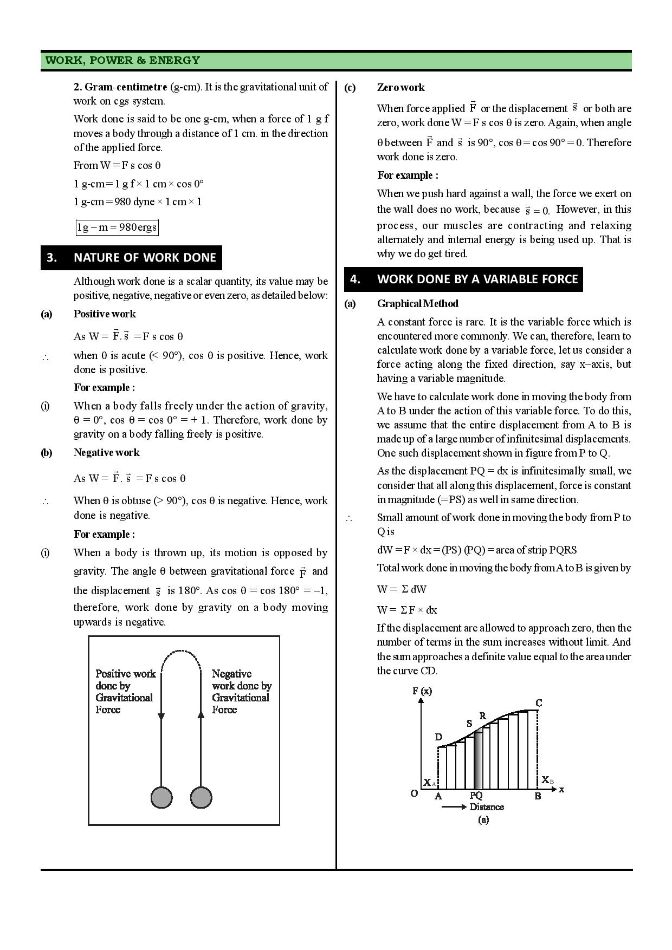 WORK, POWER & ENERGY
2. Gram-centimetre (g-cm). It is the gravitational unit of
work on cgs system.
Work done is said to be one g-cm, when a force of 1 g f
moves a body through a distance of 1 cm. in the direction
of the applied force.
From W = F s cos θ
1 g-cm = 1 g f × 1 cm × cos 0°
1 g-cm = 980 dyne × 1 cm × 1
1g – m = 980ergs
3. NATURE OF WORK DONE
Although work done is a scalar quantity, its value may be
positive, negative, negative or even zero, as detailed below:
(a) Positive work
As W = F⃗. s⃗ = F s cos θ
∴ when θ is acute (< 90°), cos θ is positive. Hence, work
done is positive.
For example :
(i) When a body falls freely under the action of gravity,
θ = 0°, cos θ = cos 0° = + 1. Therefore, work done by
gravity on a body falling freely is positive.
(b) Negative work
As W = F⃗. s⃗ = F s cos θ
∴ When θ is obtuse (> 90°), cos θ is negative. Hence, work
done is negative.
For example :
(i) When a body is thrown up, its motion is opposed by
gravity. The angle θ between gravitational force F⃗ and
the displacement s⃗ is 180°. As cos θ = cos 180° = –1,
therefore, work done by gravity on a body moving
upwards is negative.
Positive work
done by
Gravitational
Force
Negative
work done by
Gravitational
Force
(c) Zero work
When force applied F⃗ or the displacement s⃗ or both are
zero, work done W = F s cos θ is zero. Again, when angle
θ between F⃗ and s⃗ is 90°, cos θ = cos 90° = 0. Therefore
work done is zero.
For example :
When we push hard against a wall, the force we exert on
the wall does no work, because s⃗ = 0. However, in this
process, our muscles are contracting and relaxing
alternately and internal energy is being used up. That is
why we do get tired.
4. WORK DONE BY A VARIABLE FORCE
(a) Graphical Method
A constant force is rare. It is the variable force which is
encountered more commonly. We can, therefore, learn to
calculate work done by a variable force, let us consider a
force acting along the fixed direction, say x–axis, but
having a variable magnitude.
We have to calculate work done in moving the body from
A to B under the action of this variable force. To do this,
we assume that the entire displacement from A to B is
made up of a large number of infinitesimal displacements.
One such displacement shown in figure from P to Q.
As the displacement PQ = dx is infinitesimally small, we
consider that all along this displacement, force is constant
in magnitude (= PS) as well in same direction.
∴ Small amount of work done in moving the body from P to
Q is
dW = F × dx = (PS) (PQ) = area of strip PQRS
Total work done in moving the body from A to B is given by
W = Σ dW
W = Σ F × dx
If the displacement are allowed to approach zero, then the
number of terms in the sum increases without limit. And
the sum approaches a definite value equal to the area under
the curve CD.
F (x)
C
R
S
D
X_A X_B
x
O A PQ B
Distance
(a)